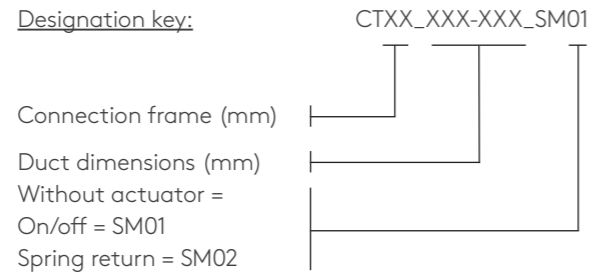 Designation key:
CTXX_XXX-XXX_SM01
Connection frame (mm)
Duct dimensions (mm)
Without actuator =
On/off = SM01
Spring return = SM02